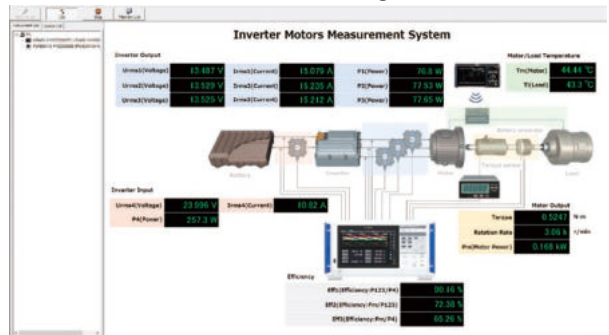 Inverter Motors Measurement System
Inverter Output
Motor/Load Temperature
Urms1(Voltage) 13.487 V Irms1(Current) 15.079 A P1(Power) 76.8 W
Urms2(Voltage) 13.529 V Irms2(Current) 15.235 A P2(Power) 77.53 W
Urms3(Voltage) 13.525 V Irms3(Current) 15.212 A P3(Power) 77.65 W
Tm(Motor) 44.44 °C
Tl(Load) 43.3 °C
Rotary encoder
Torque sensor
Battery
Inverter
Motor
Load
Inverter Input
Urms4(Voltage) 23.996 V Irms4(Current) 10.82 A
P4(Power) 257.3 W
Motor Output
Torque 0.5247 N·m
Rotation Rate 3.06 k r/min
Pm(Motor Power) 0.168 kW
Efficiency
Eff1(Efficiency:P123/P4) 90.16 %
Eff2(Efficiency:Pm/P123) 72.38 %
Eff3(Efficiency:Pm/P4) 65.26 %